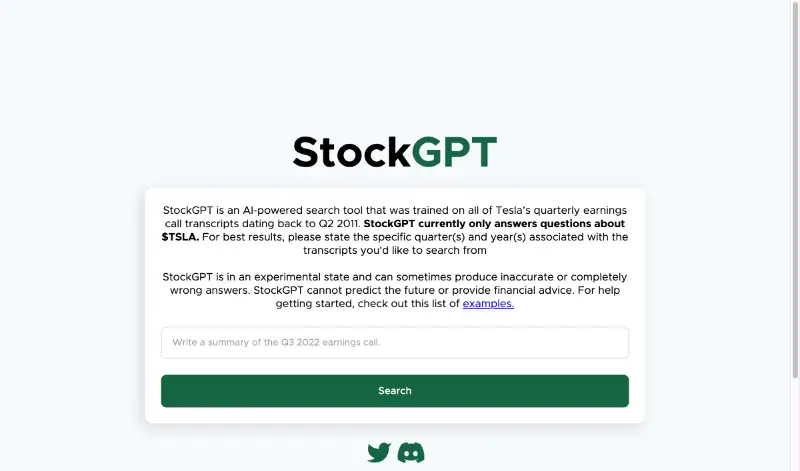 StockGPT
StockGPT is an AI-powered search tool that was trained on all of Tesla's quarterly earnings
call transcripts dating back to Q2 2011. StockGPT currently only answers questions about
$TSLA. For best results, please state the specific quarter(s) and year(s) associated with the
transcripts you'd like to search from
StockGPT is in an experimental state and can sometimes produce inaccurate or completely
wrong answers. StockGPT cannot predict the future or provide financial advice. For help
getting started, check out this list of examples.
Write a summary of the Q3 2022 earnings call.
Search